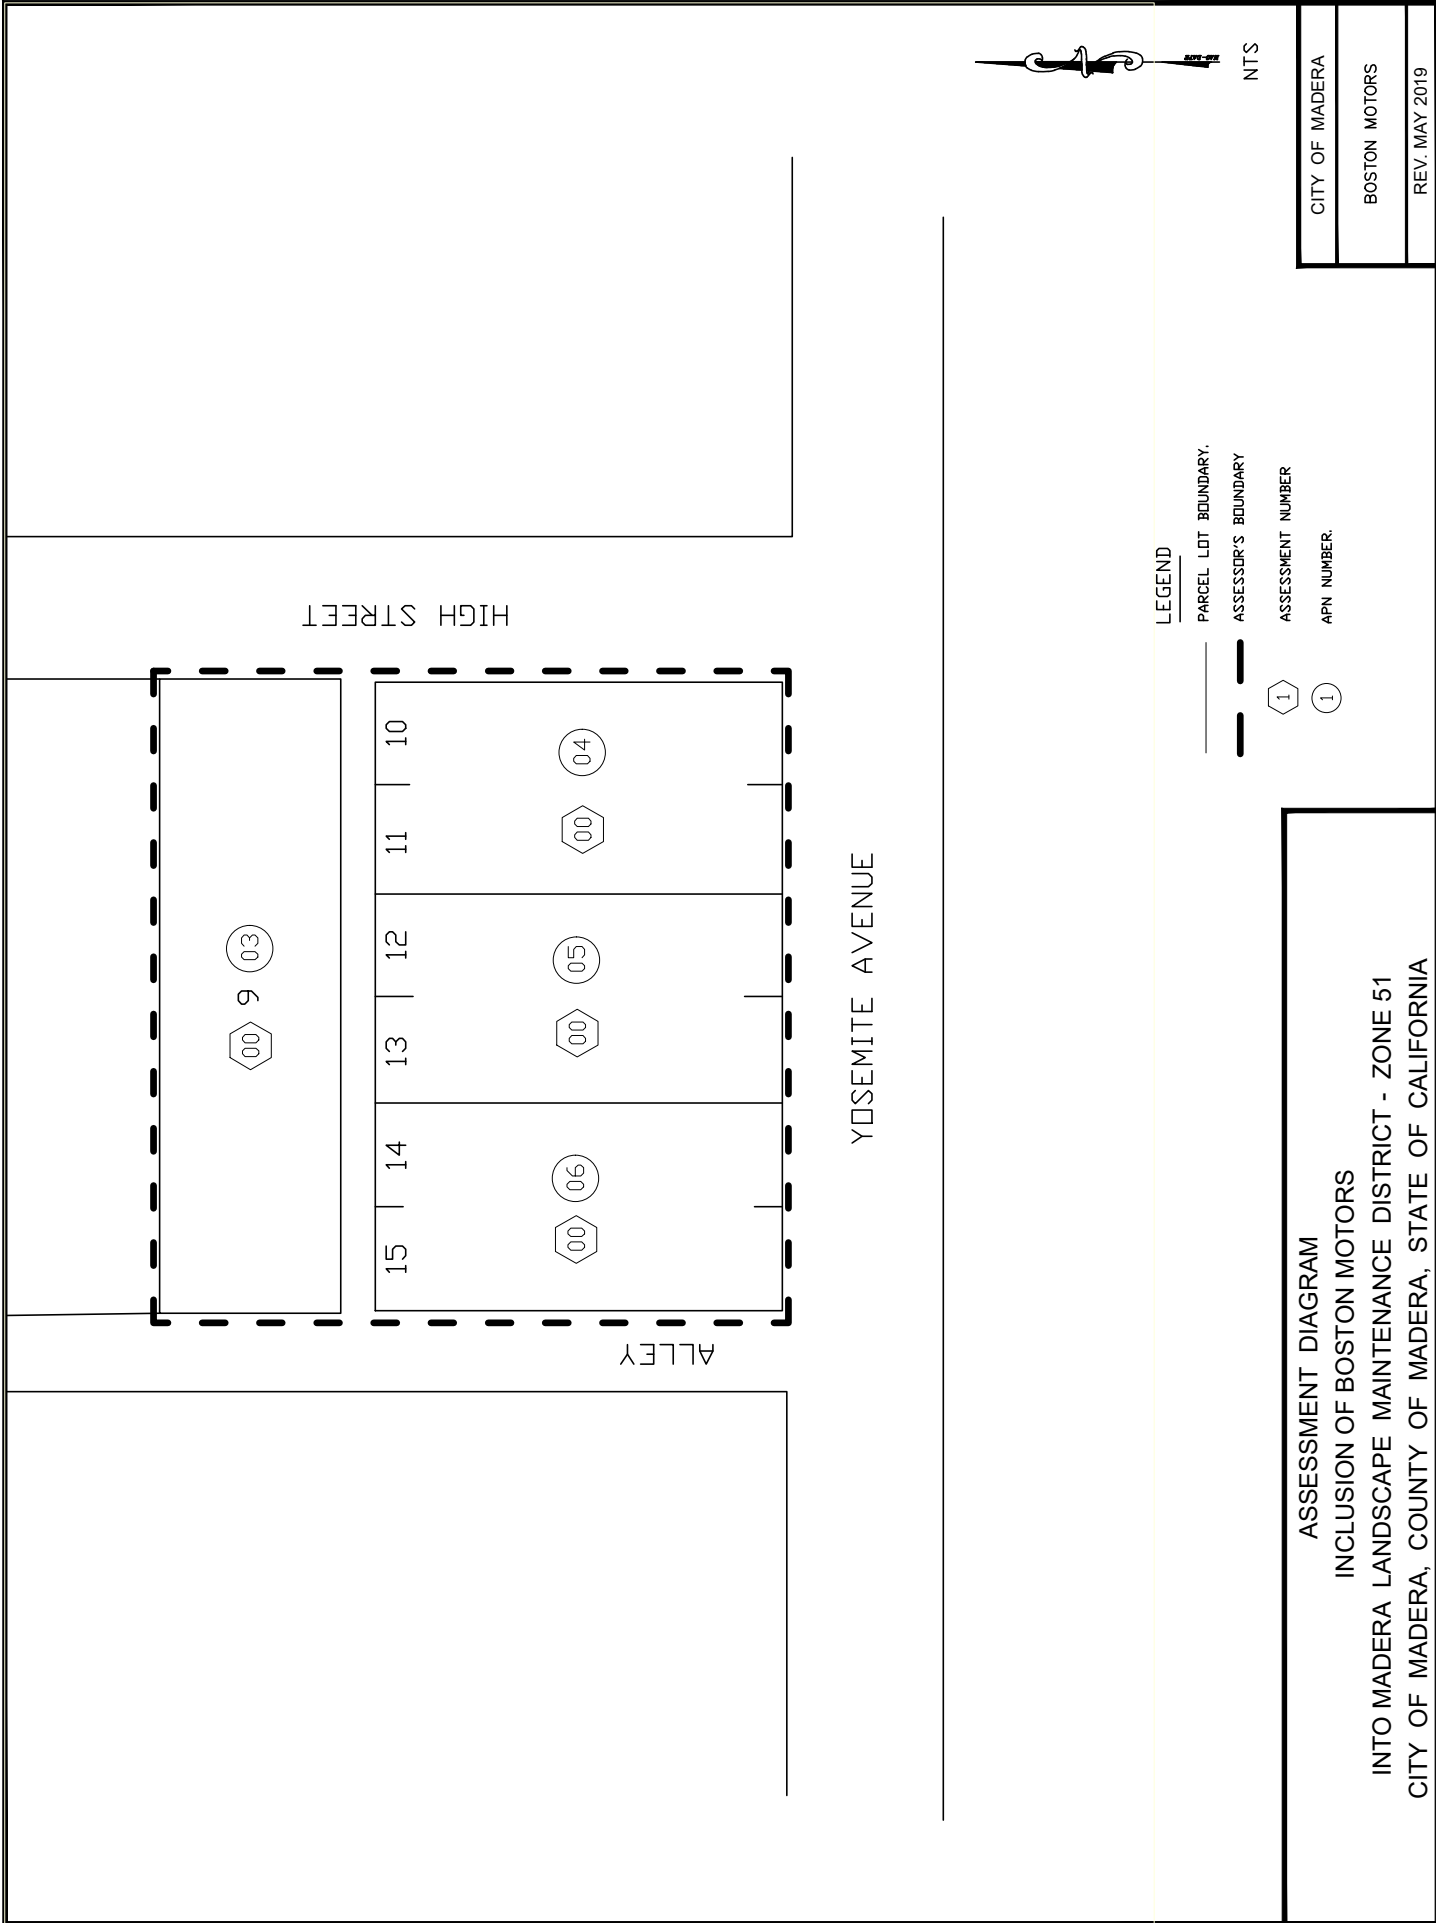 00 9 03
15 14 13 12 11 10
HIGH STREET
00 06
00 05
00 04
ALLEY
YOSEMITE AVENUE
NTS
LEGEND
PARCEL LOT BOUNDARY.
ASSESSOR'S BOUNDARY
1 ASSESSMENT NUMBER
1 APN NUMBER.
ASSESSMENT DIAGRAM
INCLUSION OF BOSTON MOTORS
INTO MADERA LANDSCAPE MAINTENANCE DISTRICT - ZONE 51
CITY OF MADERA, COUNTY OF MADERA, STATE OF CALIFORNIA
CITY OF MADERA
BOSTON MOTORS
REV. MAY 2019